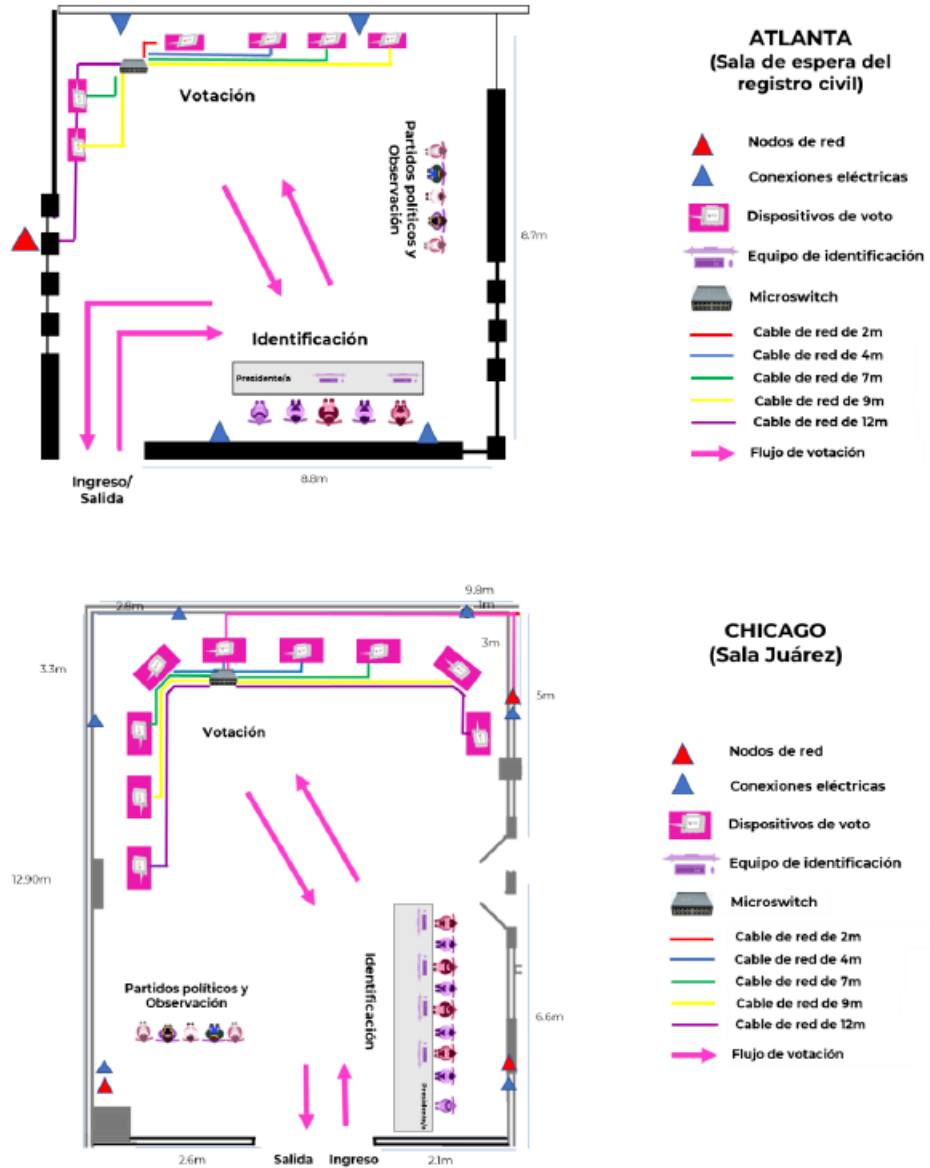 ATLANTA
(Sala de espera del
registro civil)
Votación
Partidos políticos y
Observación
8.7m
Identificación
Presidente/a
8.8m
Ingreso/
Salida
Nodos de red
Conexiones eléctricas
Dispositivos de voto
Equipo de identificación
Microswitch
Cable de red de 2m
Cable de red de 4m
Cable de red de 7m
Cable de red de 9m
Cable de red de 12m
Flujo de votación
9.8m
2.8m
1m
3m
3.3m
5m
Votación
12.90m
Identificación
Partidos políticos y
Observación
6.6m
Presidente/a
2.6m
Salida
Ingreso
2.1m
CHICAGO
(Sala Juárez)
Nodos de red
Conexiones eléctricas
Dispositivos de voto
Equipo de identificación
Microswitch
Cable de red de 2m
Cable de red de 4m
Cable de red de 7m
Cable de red de 9m
Cable de red de 12m
Flujo de votación